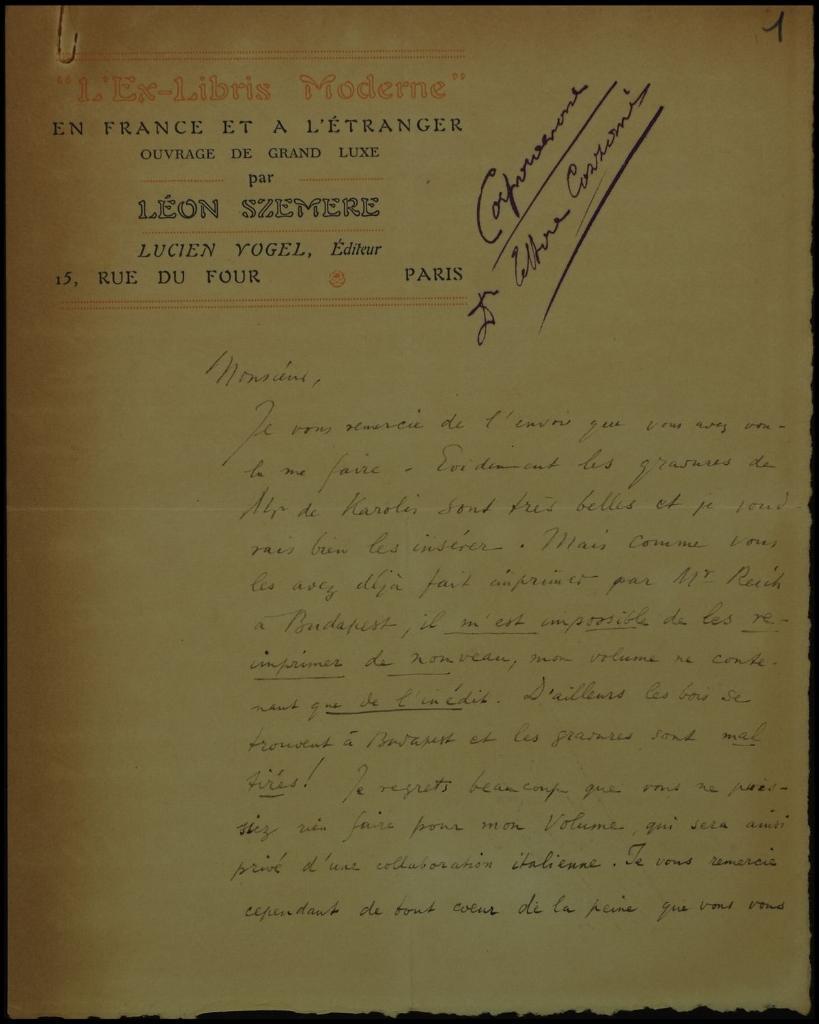 1
"L'Ex-Libris Moderne"
EN FRANCE ET A L'ÉTRANGER
OUVRAGE DE GRAND LUXE
par
LÉON SZEMERE
LUCIEN VOGEL, Éditeur
15, RUE DU FOUR PARIS
Dr Ettore Cozzani
Monsieur,
Je vous remercie de l'envoi que vous avez vou-
lu me faire. Evidemment les gravures de
Mr de Karolis sont très belles et je voud-
rais bien les insérer. Mais comme vous
les avez déjà fait imprimer par Mr Reich
à Budapest, il m'est impossible de les re-
imprimer de nouveau, mon volume ne conte-
nant que de l'inédit. D'ailleurs les bois se
trouvent à Budapest et les gravures sont mal
tirés! Je regrets beaucoup que vous ne puis-
siez rien faire pour mon Volume, qui sera ainsi
privé d'une collaboration italienne. Je vous remercie
cependant de tout coeur de la peine que vous vous